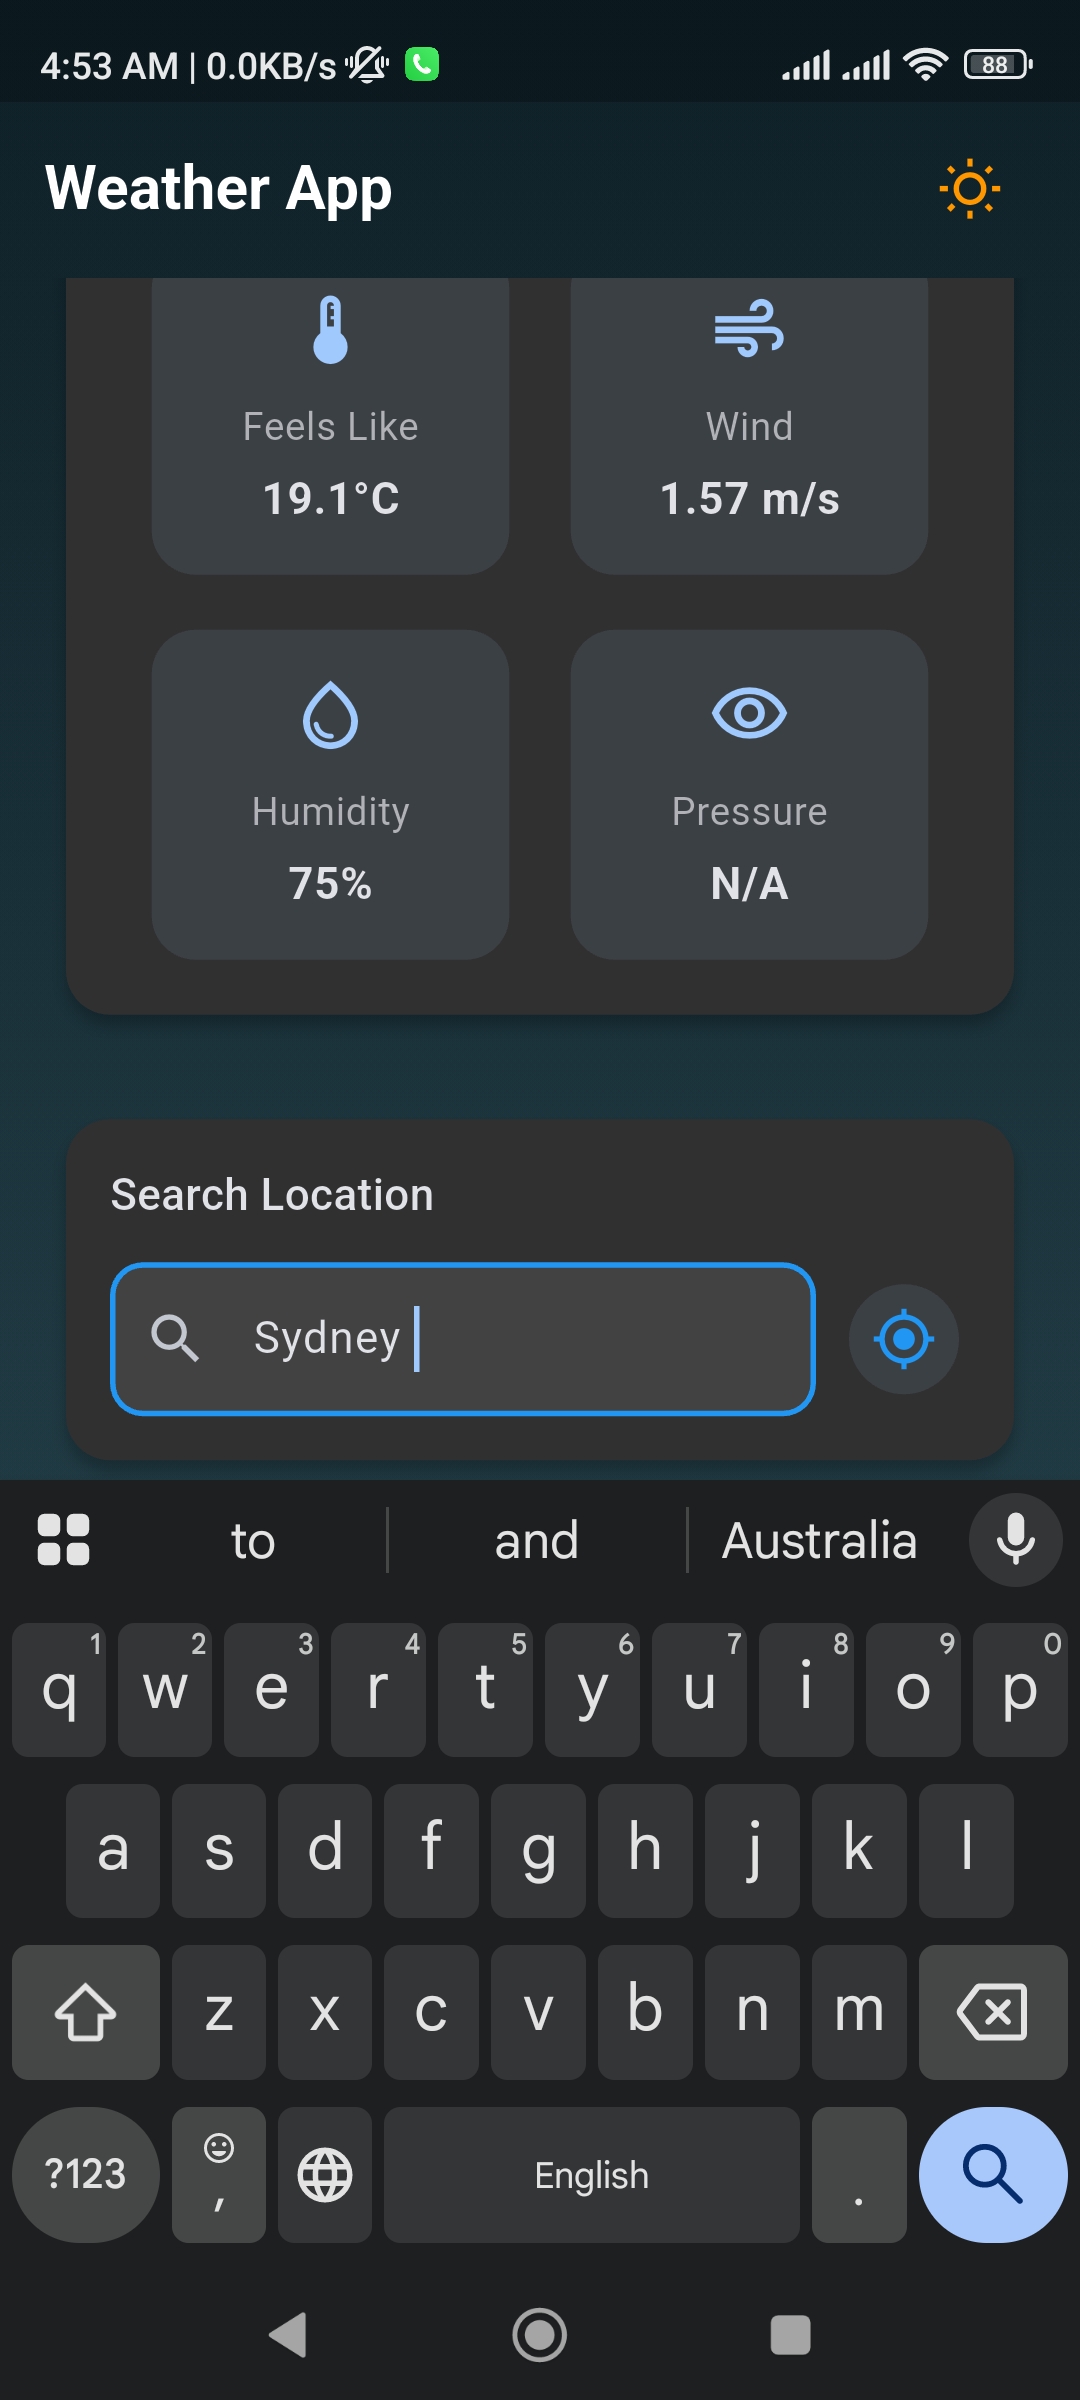 4:53 AM | 0.0KB/s 88
Weather App
Feels Like Wind
19.1°C 1.57 m/s
Humidity Pressure
75% N/A
Search Location
Sydney
to and Australia
1 2 3 4 5 6 7 8 9 0
q w e r t y u i o p
a s d f g h j k l
z x c v b n m
?123 , English .